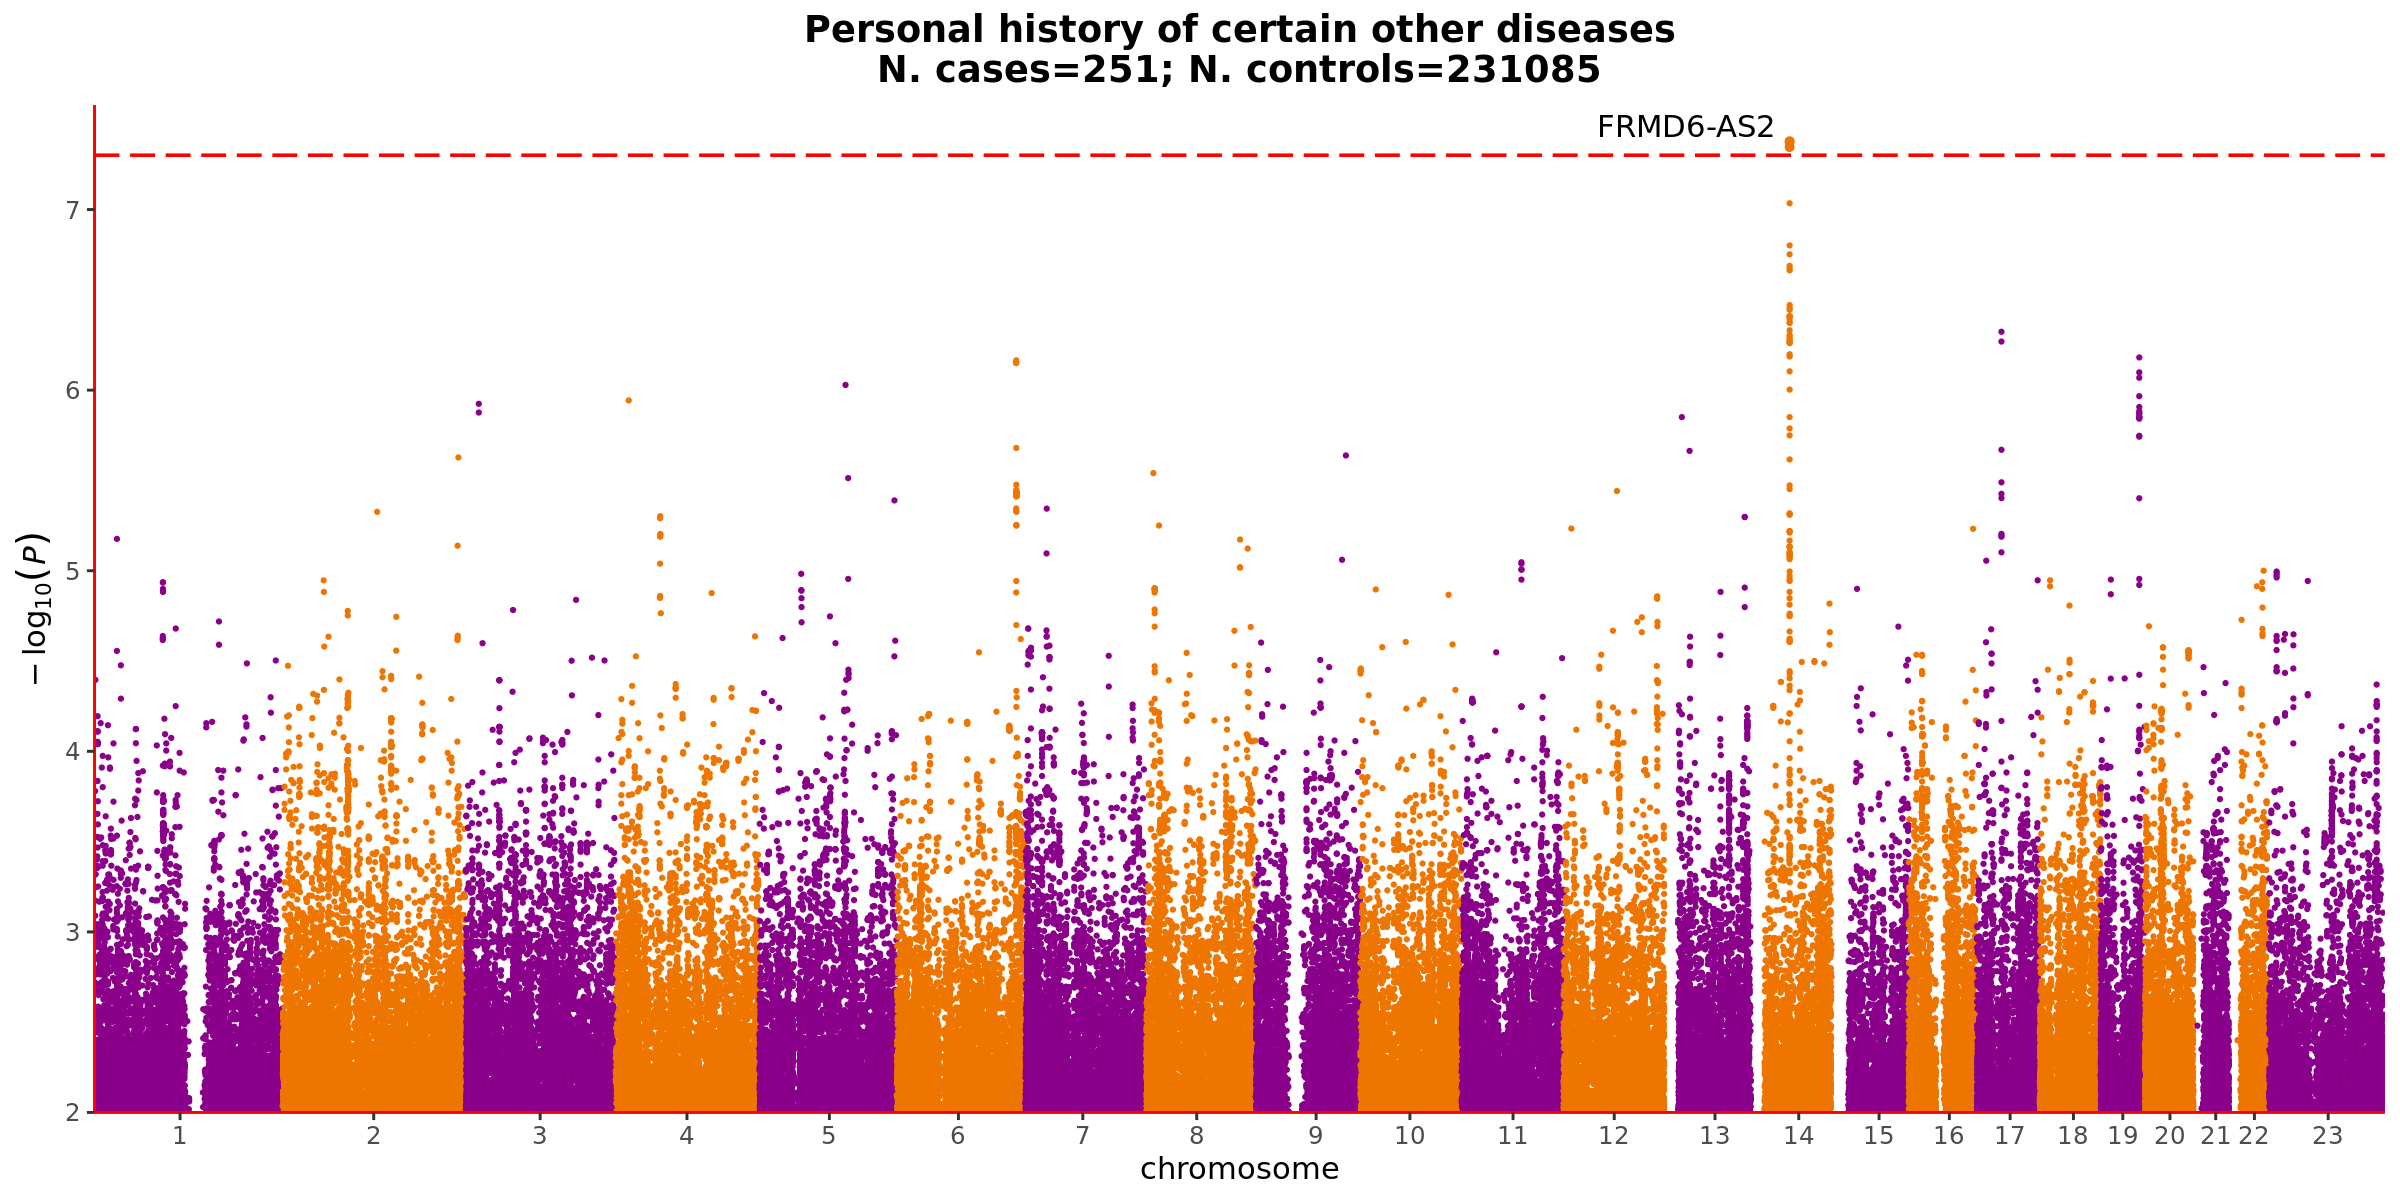 Personal history of certain other diseases
N. cases=251; N. controls=231085
FRMD6-AS2
7
6
5
4
3
2
−log10(P)
1 2 3 4 5 6 7 8 9 10 11 12 13 14 15 16 17 18 19 20 21 22 23
chromosome